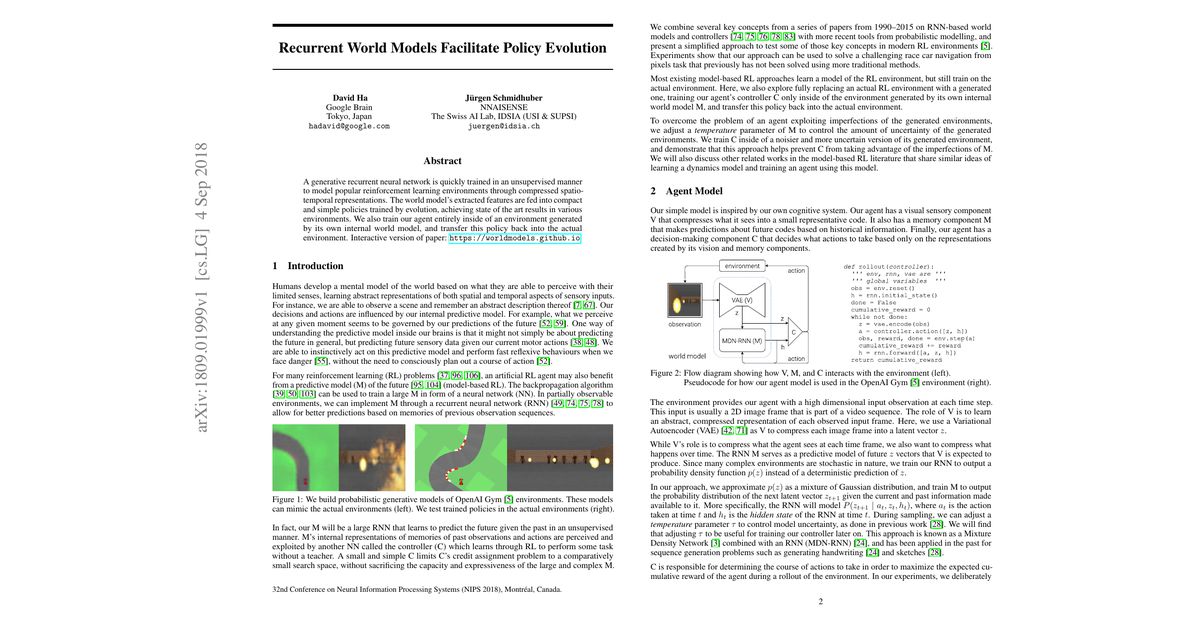 arXiv:1809.01999v1 [cs.LG] 4 Sep 2018
Recurrent World Models Facilitate Policy Evolution
David Ha
Google Brain
Tokyo, Japan
hadavid@google.com
Jürgen Schmidhuber
NNAISENSE
The Swiss AI Lab, IDSIA (USI & SUPSI)
juergen@idsia.ch
Abstract
A generative recurrent neural network is quickly trained in an unsupervised manner
to model popular reinforcement learning environments through compressed spatio-
temporal representations. The world model's extracted features are fed into compact
and simple policies trained by evolution, achieving state of the art results in various
environments. We also train our agent entirely inside of an environment generated
by its own internal world model, and transfer this policy back into the actual
environment. Interactive version of paper: https://worldmodels.github.io
1 Introduction
Humans develop a mental model of the world based on what they are able to perceive with their
limited senses, learning abstract representations of both spatial and temporal aspects of sensory inputs.
For instance, we are able to observe a scene and remember an abstract description thereof [7, 67]. Our
decisions and actions are influenced by our internal predictive model. For example, what we perceive
at any given moment seems to be governed by our predictions of the future [52, 59]. One way of
understanding the predictive model inside our brains is that it might not simply be about predicting
the future in general, but predicting future sensory data given our current motor actions [38, 48]. We
are able to instinctively act on this predictive model and perform fast reflexive behaviours when we
face danger [55], without the need to consciously plan out a course of action [52].
For many reinforcement learning (RL) problems [37, 96, 106], an artificial RL agent may also benefit
from a predictive model (M) of the future [95, 104] (model-based RL). The backpropagation algorithm
[39, 50, 103] can be used to train a large M in form of a neural network (NN). In partially observable
environments, we can implement M through a recurrent neural network (RNN) [49, 74, 75, 78] to
allow for better predictions based on memories of previous observation sequences.
Figure 1: We build probabilistic generative models of OpenAI Gym [5] environments. These models
can mimic the actual environments (left). We test trained policies in the actual environments (right).
In fact, our M will be a large RNN that learns to predict the future given the past in an unsupervised
manner. M's internal representations of memories of past observations and actions are perceived and
exploited by another NN called the controller (C) which learns through RL to perform some task
without a teacher. A small and simple C limits C's credit assignment problem to a comparatively
small search space, without sacrificing the capacity and expressiveness of the large and complex M.
32nd Conference on Neural Information Processing Systems (NIPS 2018), Montréal, Canada.
We combine several key concepts from a series of papers from 1990–2015 on RNN-based world
models and controllers [74, 75, 76, 78, 83] with more recent tools from probabilistic modelling, and
present a simplified approach to test some of those key concepts in modern RL environments [5].
Experiments show that our approach can be used to solve a challenging race car navigation from
pixels task that previously has not been solved using more traditional methods.
Most existing model-based RL approaches learn a model of the RL environment, but still train on the
actual environment. Here, we also explore fully replacing an actual RL environment with a generated
one, training our agent's controller C only inside of the environment generated by its own internal
world model M, and transfer this policy back into the actual environment.
To overcome the problem of an agent exploiting imperfections of the generated environments,
we adjust a temperature parameter of M to control the amount of uncertainty of the generated
environments. We train C inside of a noisier and more uncertain version of its generated environment,
and demonstrate that this approach helps prevent C from taking advantage of the imperfections of M.
We will also discuss other related works in the model-based RL literature that share similar ideas of
learning a dynamics model and training an agent using this model.
2 Agent Model
Our simple model is inspired by our own cognitive system. Our agent has a visual sensory component
V that compresses what it sees into a small representative code. It also has a memory component M
that makes predictions about future codes based on historical information. Finally, our agent has a
decision-making component C that decides what actions to take based only on the representations
created by its vision and memory components.
environment
action
observation
VAE (V)
z
z
C
MDN-RNN (M)
h
world model
action
def rollout(controller):
''' env, rnn, vae are '''
''' global variables '''
obs = env.reset()
h = rnn.initial_state()
done = False
cumulative_reward = 0
while not done:
z = vae.encode(obs)
a = controller.action([z, h])
obs, reward, done = env.step(a)
cumulative_reward += reward
h = rnn.forward([a, z, h])
return cumulative_reward
Figure 2: Flow diagram showing how V, M, and C interacts with the environment (left).
Pseudocode for how our agent model is used in the OpenAI Gym [5] environment (right).
The environment provides our agent with a high dimensional input observation at each time step.
This input is usually a 2D image frame that is part of a video sequence. The role of V is to learn
an abstract, compressed representation of each observed input frame. Here, we use a Variational
Autoencoder (VAE) [42, 71] as V to compress each image frame into a latent vector z.
While V's role is to compress what the agent sees at each time frame, we also want to compress what
happens over time. The RNN M serves as a predictive model of future z vectors that V is expected to
produce. Since many complex environments are stochastic in nature, we train our RNN to output a
probability density function p(z) instead of a deterministic prediction of z.
In our approach, we approximate p(z) as a mixture of Gaussian distribution, and train M to output
the probability distribution of the next latent vector zt+1 given the current and past information made
available to it. More specifically, the RNN will model P(zt+1 | at, zt, ht), where at is the action
taken at time t and ht is the hidden state of the RNN at time t. During sampling, we can adjust a
temperature parameter τ to control model uncertainty, as done in previous work [28]. We will find
that adjusting τ to be useful for training our controller later on. This approach is known as a Mixture
Density Network [3] combined with an RNN (MDN-RNN) [24], and has been applied in the past for
sequence generation problems such as generating handwriting [24] and sketches [28].
C is responsible for determining the course of actions to take in order to maximize the expected cu-
mulative reward of the agent during a rollout of the environment. In our experiments, we deliberately
2